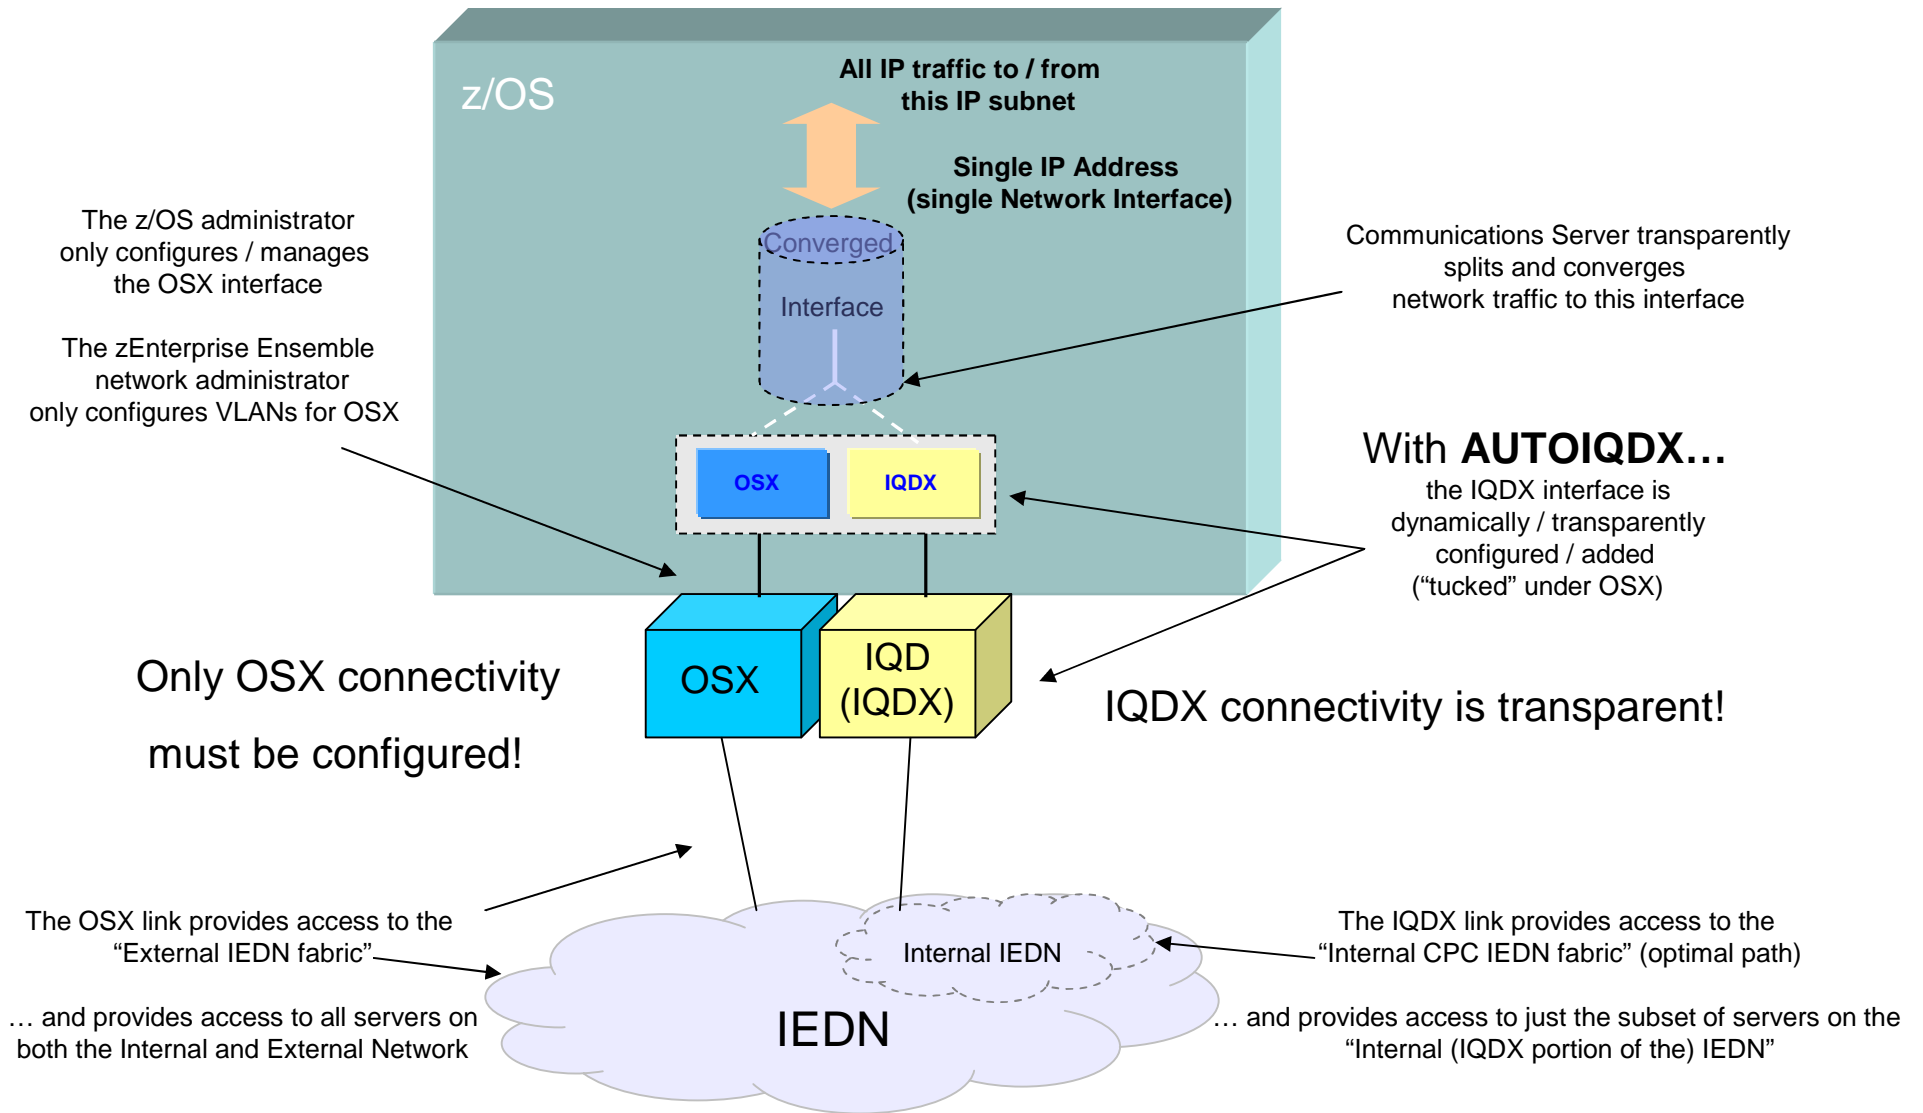 z/OS
All IP traffic to / from
this IP subnet
Single IP Address
(single Network Interface)
Converged
Interface
The z/OS administrator
only configures / manages
the OSX interface
The zEnterprise Ensemble
network administrator
only configures VLANs for OSX
Communications Server transparently
splits and converges
network traffic to this interface
OSX
IQDX
With AUTOIQDX…
the IQDX interface is
dynamically / transparently
configured / added
(“tucked” under OSX)
OSX
IQD
(IQDX)
Only OSX connectivity
must be configured!
IQDX connectivity is transparent!
The OSX link provides access to the
“External IEDN fabric”
… and provides access to all servers on
both the Internal and External Network
Internal IEDN
IEDN
The IQDX link provides access to the
“Internal CPC IEDN fabric” (optimal path)
… and provides access to just the subset of servers on the
“Internal (IQDX portion of the) IEDN”